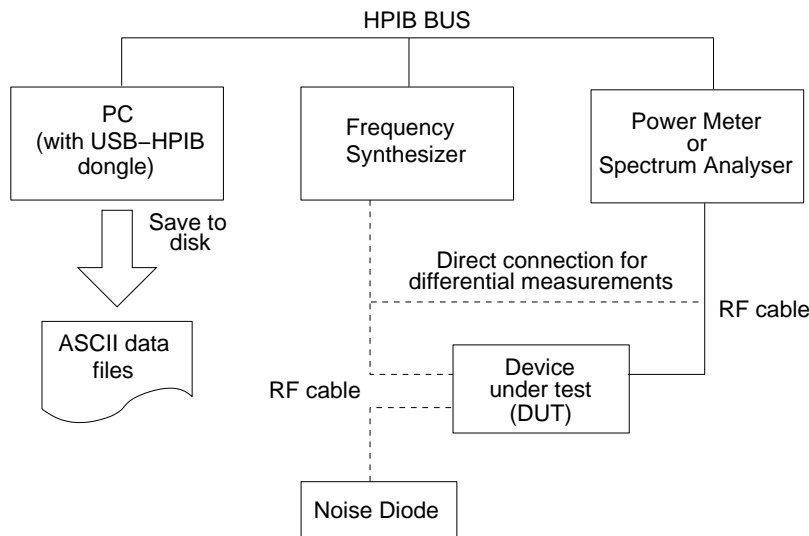 HPIB BUS
PC
(with USB−HPIB
dongle)
Frequency
Synthesizer
Power Meter
or
Spectrum Analyser
Save to
disk
Direct connection for
differential measurements
RF cable
ASCII data
files
Device
under test
(DUT)
RF cable
Noise Diode